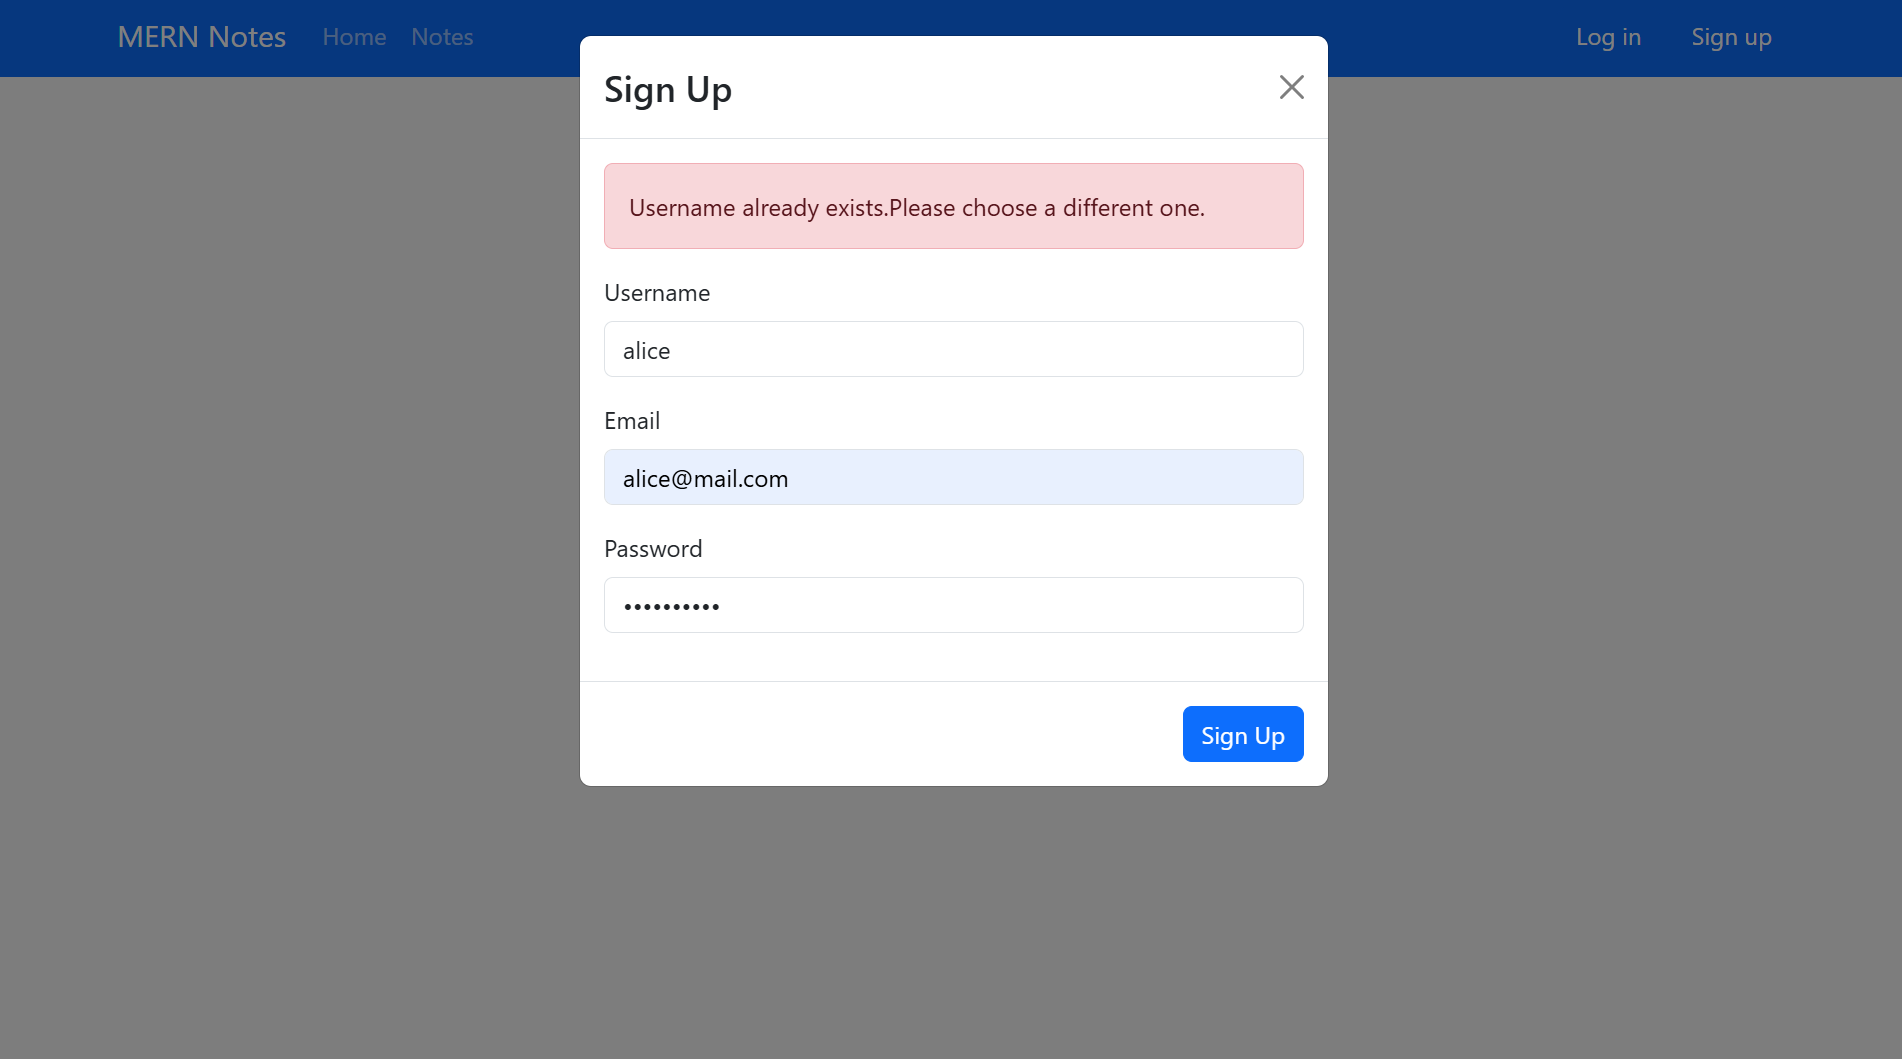 MERN Notes Home Notes Log in Sign up
Sign Up
Username already exists.Please choose a different one.
Username
alice
Email
alice@mail.com
Password
••••••••••
Sign Up